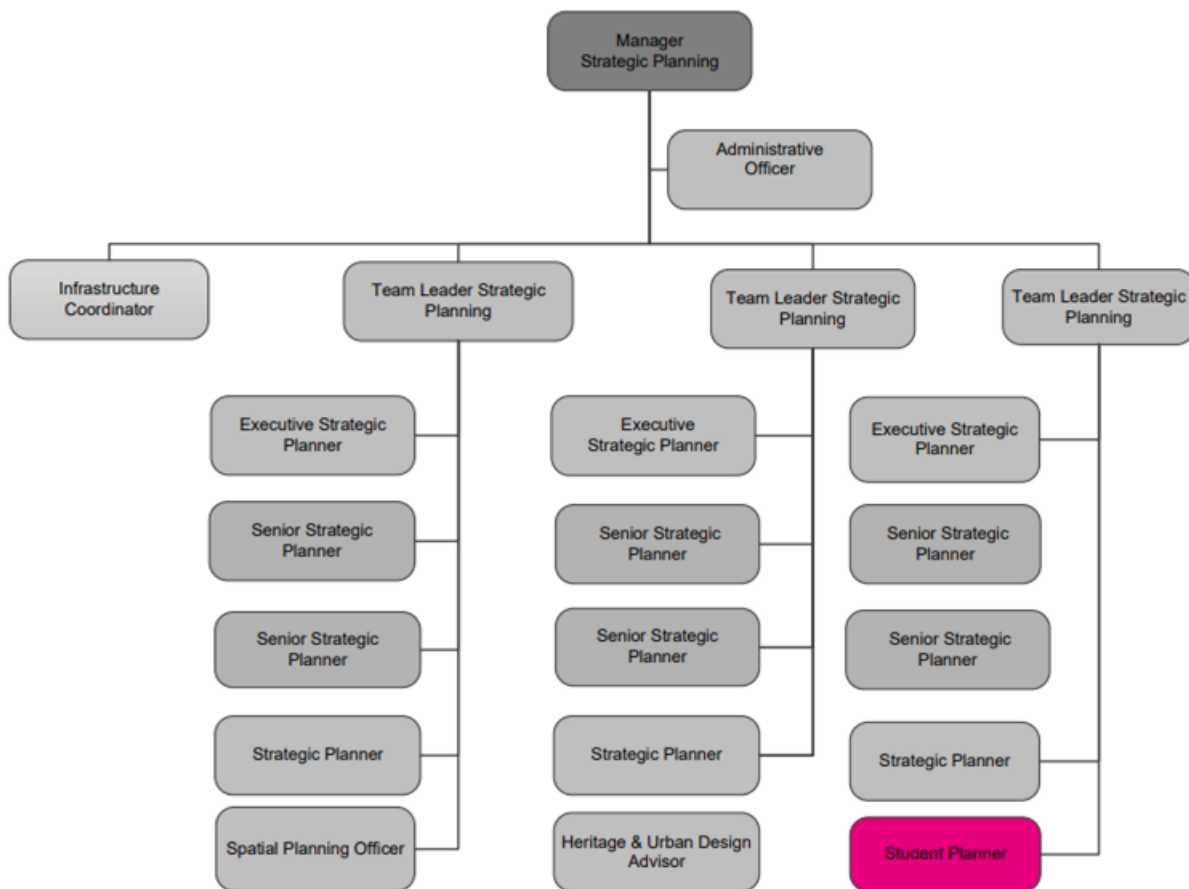 Manager
Strategic Planning
Administrative
Officer
Infrastructure
Coordinator
Team Leader Strategic
Planning
Team Leader Strategic
Planning
Team Leader Strategic
Planning
Executive Strategic
Planner
Executive
Strategic Planner
Executive Strategic
Planner
Senior Strategic
Planner
Senior Strategic
Planner
Senior Strategic
Planner
Senior Strategic
Planner
Senior Strategic
Planner
Senior Strategic
Planner
Strategic Planner
Strategic Planner
Strategic Planner
Spatial Planning Officer
Heritage & Urban Design
Advisor
Student Planner